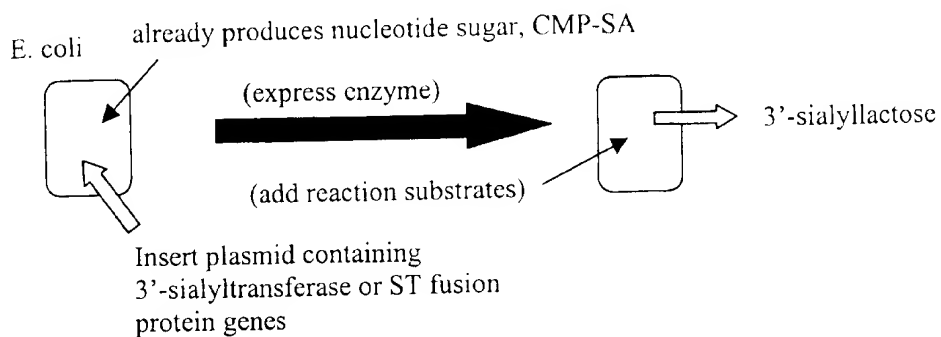 E. coli
already produces nucleotide sugar, CMP-SA
(express enzyme)
3'-sialyllactose
(add reaction substrates)
Insert plasmid containing
3'-sialyltransferase or ST fusion
protein genes